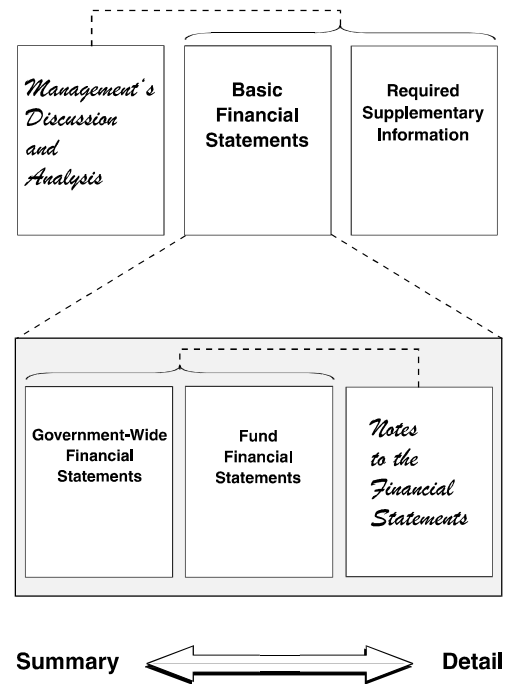 Management's
Discussion
and
Analysis
Basic
Financial
Statements
Required
Supplementary
Information
Government-Wide
Financial
Statements
Fund
Financial
Statements
Notes
to the
Financial
Statements
Summary
Detail